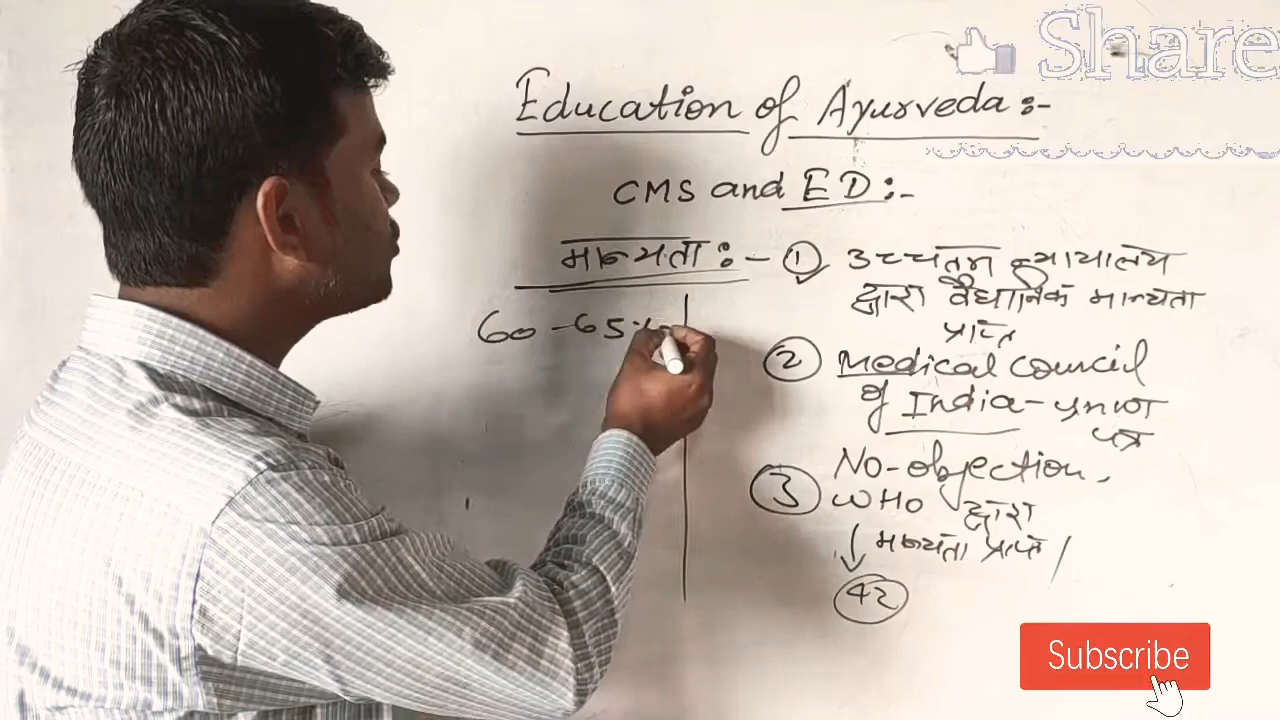 Share
Education of Ayurveda:-
CMS and ED:-
मान्यता:- ① उच्चतम न्यायालय
द्वारा वैधानिक मान्यता
प्राप्त
60-65%
② Medical council
of India - प्रमाण
पत्र
③ No-objection.
WHO द्वारा
मान्यता प्राप्त /
42
Subscribe